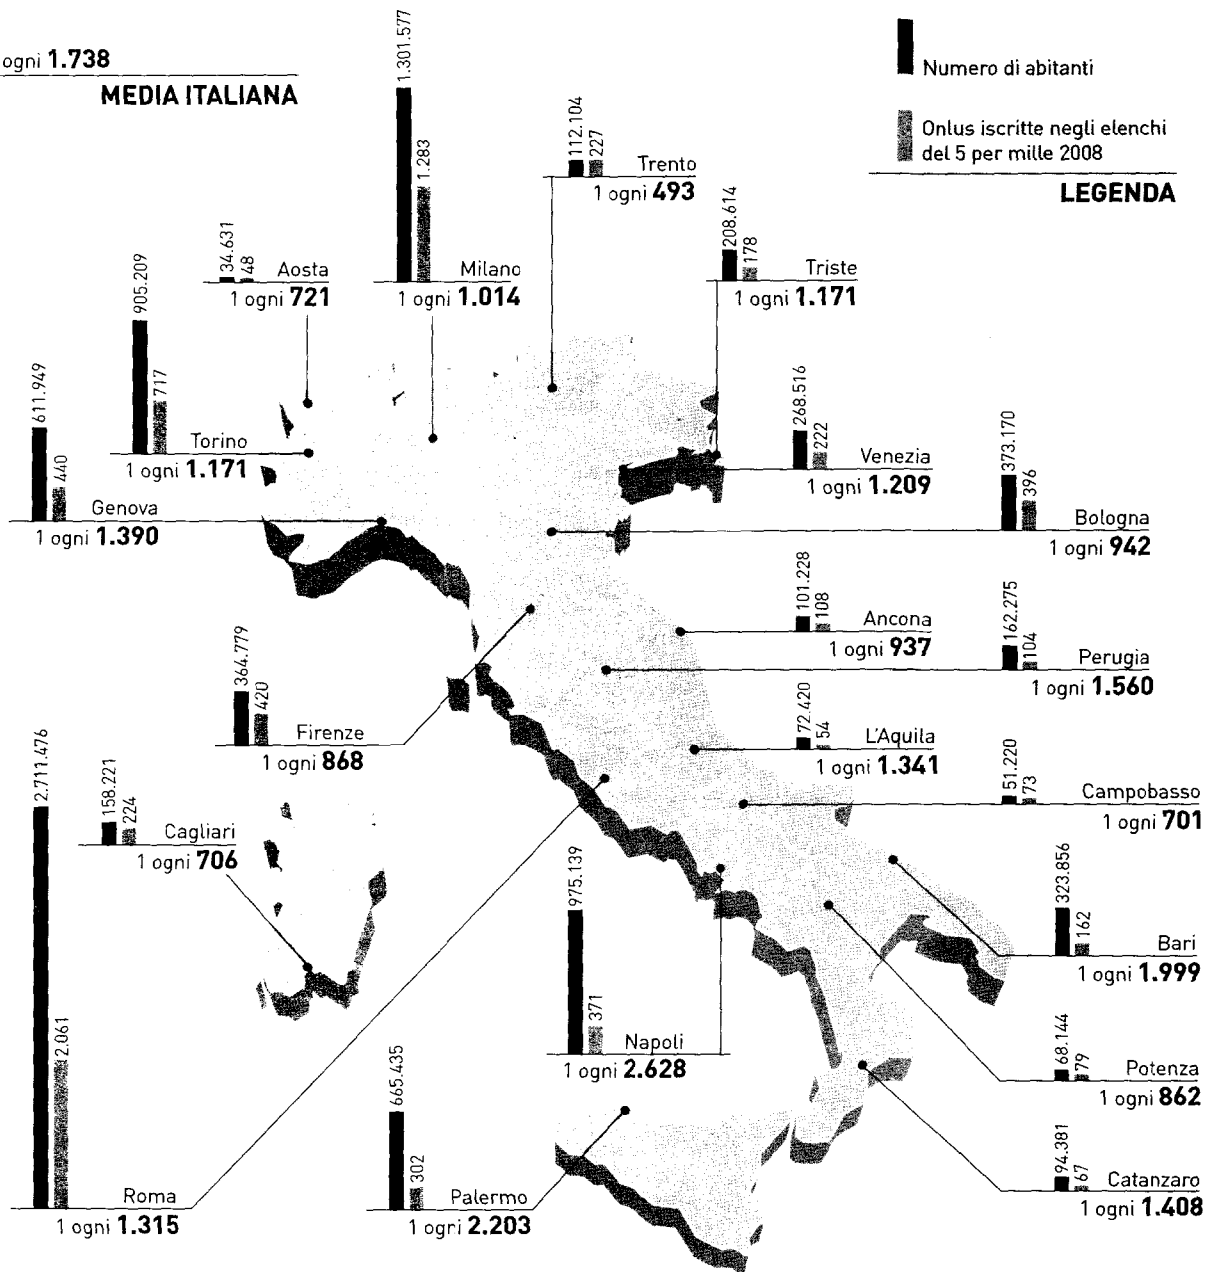 ogni 1.738
MEDIA ITALIANA
Numero di abitanti
Onlus iscritte negli elenchi
del 5 per mille 2008
LEGENDA
1.301.577
1.283
Milano
1 ogni 1.014
112.104
227
Trento
1 ogni 493
34.631
48
Aosta
1 ogni 721
208.614
178
Triste
1 ogni 1.171
905.209
717
Torino
1 ogni 1.171
611.949
440
Genova
1 ogni 1.390
268.516
222
Venezia
1 ogni 1.209
373.170
396
Bologna
1 ogni 942
101.228
108
Ancona
1 ogni 937
162.275
104
Perugia
1 ogni 1.560
364.779
420
Firenze
1 ogni 868
72.420
54
L'Aquila
1 ogni 1.341
51.220
73
Campobasso
1 ogni 701
158.221
224
Cagliari
1 ogni 706
2.711.476
2.061
Roma
1 ogni 1.315
975.139
371
Napoli
1 ogni 2.628
323.856
162
Bari
1 ogni 1.999
68.144
79
Potenza
1 ogni 862
665.435
302
Palermo
1 ogni 2.203
94.381
67
Catanzaro
1 ogni 1.408